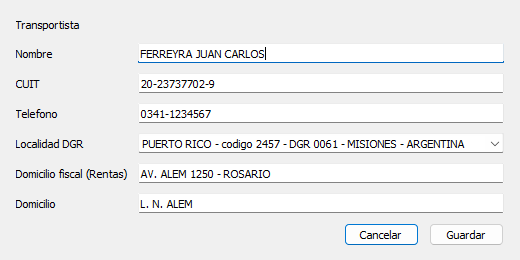 Transportista
Nombre FERREYRA JUAN CARLOS
CUIT 20-23737702-9
Telefono 0341-1234567
Localidad DGR PUERTO RICO - codigo 2457 - DGR 0061 - MISIONES - ARGENTINA
Domicilio fiscal (Rentas) AV. ALEM 1250 - ROSARIO
Domicilio L. N. ALEM
Cancelar Guardar